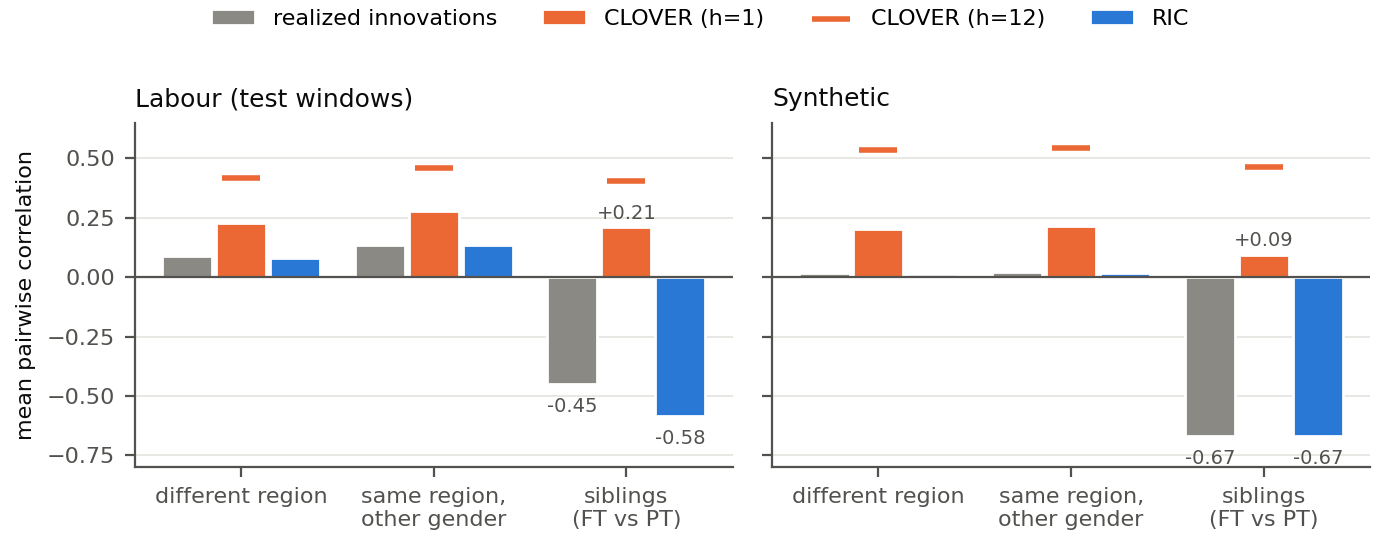 realized innovations CLOVER (h=1) CLOVER (h=12) RIC
Labour (test windows)
Synthetic
mean pairwise correlation
0.50
0.25
0.00
−0.25
−0.50
−0.75
+0.21
-0.45
-0.58
+0.09
-0.67 -0.67
different region
same region,
other gender
siblings
(FT vs PT)
different region
same region,
other gender
siblings
(FT vs PT)